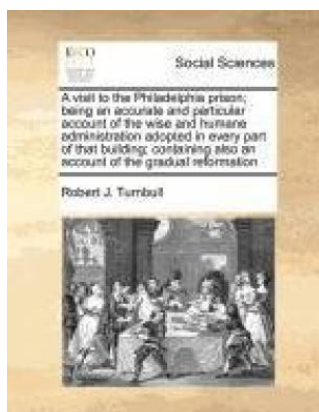 ECCO
Social Sciences
A visit to the Philadelphia prison;
being an accurate and particular
account of the wise and humane
administration adopted in every part
of that building; containing also an
account of the gradual reformation
Robert J. Turnbull